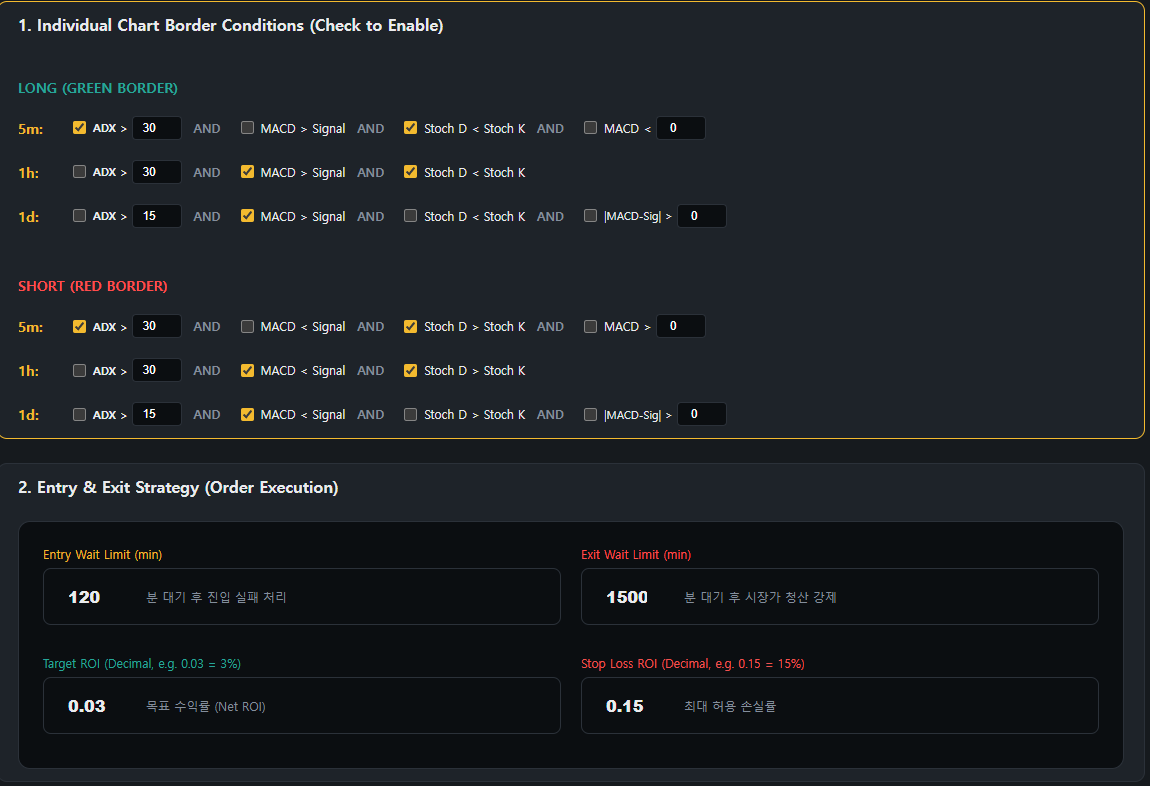 1. Individual Chart Border Conditions (Check to Enable)
LONG (GREEN BORDER)
5m: ADX > 30 AND MACD > Signal AND Stoch D < Stoch K AND MACD < 0
1h: ADX > 30 AND MACD > Signal AND Stoch D < Stoch K
1d: ADX > 15 AND MACD > Signal AND Stoch D < Stoch K AND |MACD-Sig| > 0
SHORT (RED BORDER)
5m: ADX > 30 AND MACD < Signal AND Stoch D > Stoch K AND MACD > 0
1h: ADX > 30 AND MACD < Signal AND Stoch D > Stoch K
1d: ADX > 15 AND MACD < Signal AND Stoch D > Stoch K AND |MACD-Sig| > 0
2. Entry & Exit Strategy (Order Execution)
Entry Wait Limit (min)
120 분 대기 후 진입 실패 처리
Exit Wait Limit (min)
1500 분 대기 후 시장가 청산 강제
Target ROI (Decimal, e.g. 0.03 = 3%)
0.03 목표 수익률 (Net ROI)
Stop Loss ROI (Decimal, e.g. 0.15 = 15%)
0.15 최대 허용 손실률